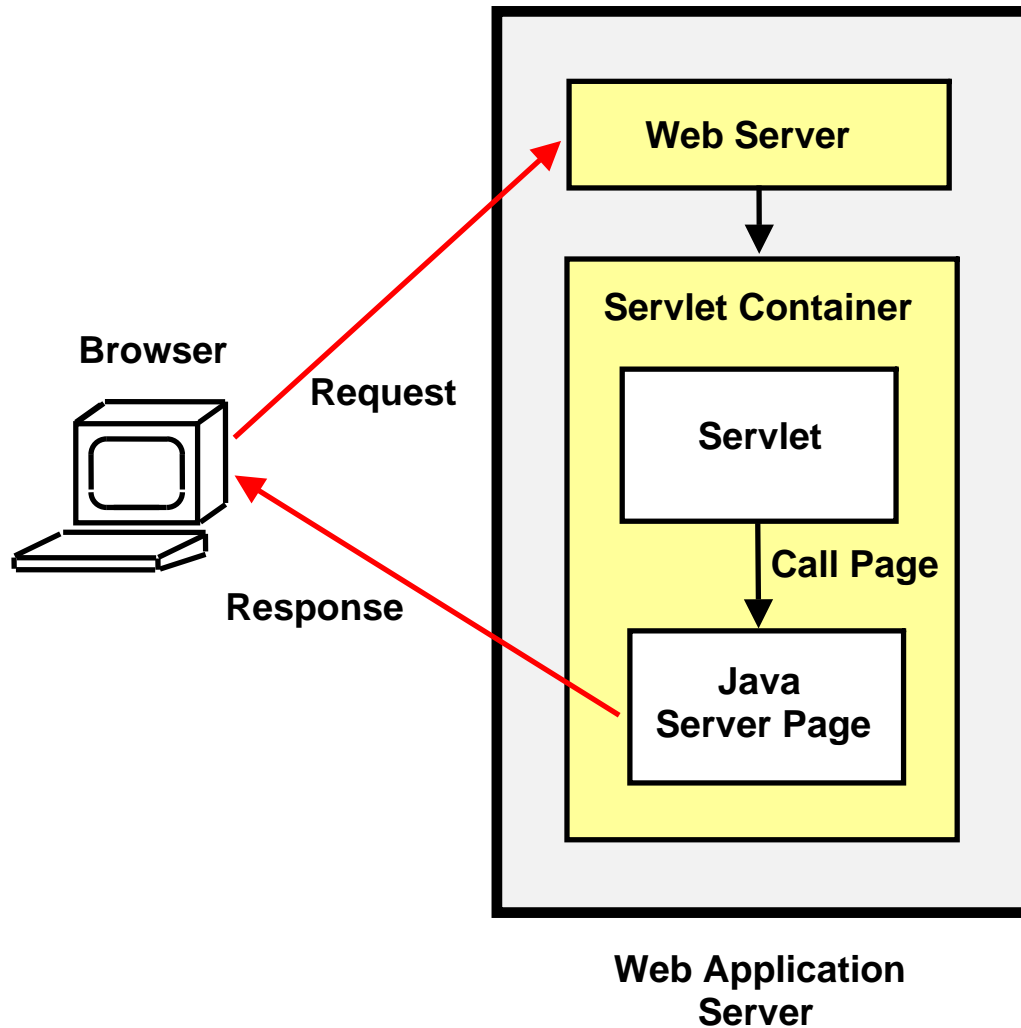 Web Server
Servlet Container
Browser
Request
Servlet
Call Page
Response
Java
Server Page
Web Application
Server